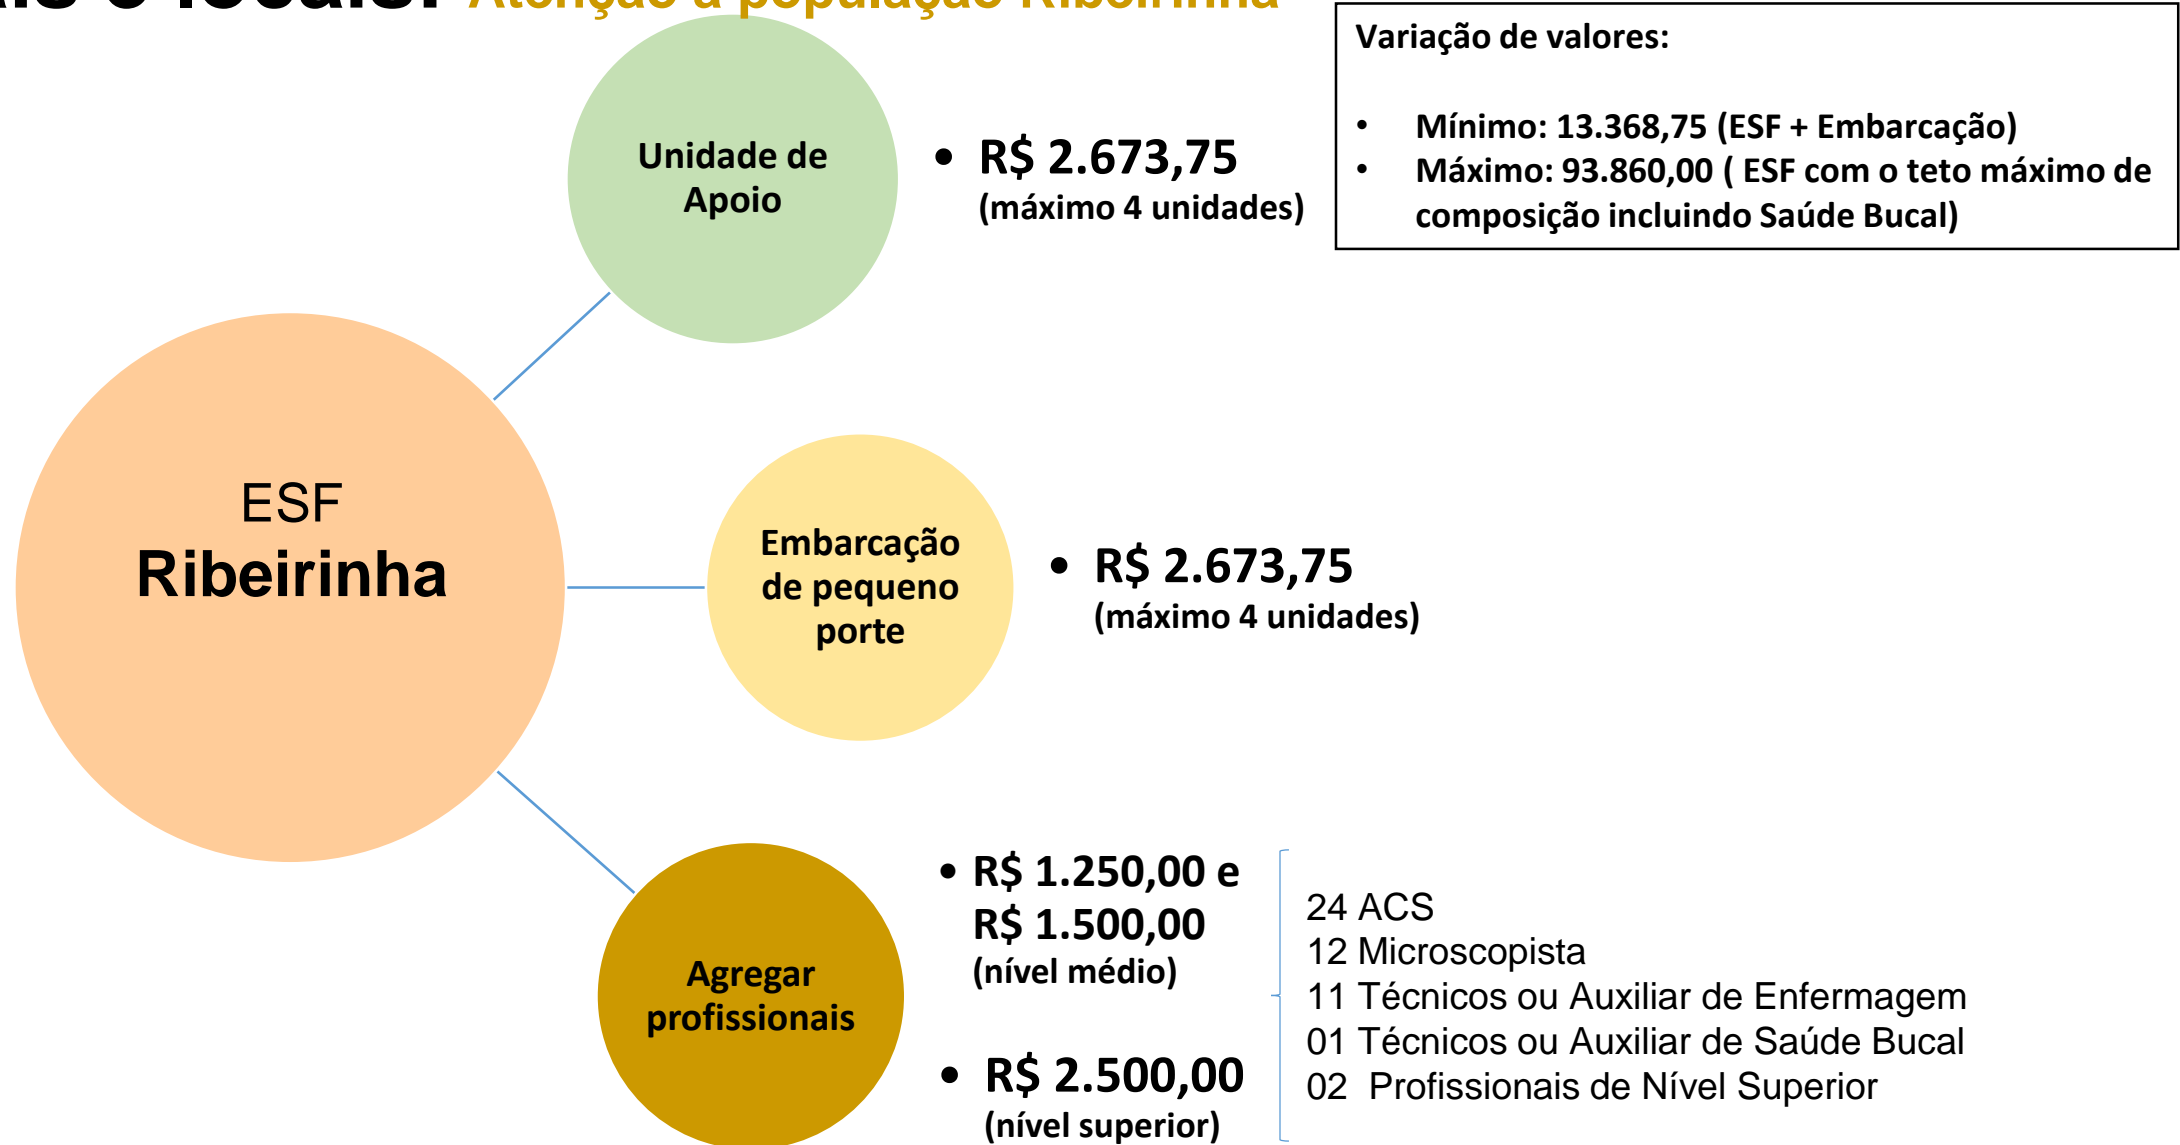 e locais: Atenção à população Ribeirinha
Variação de valores:
• Mínimo: 13.368,75 (ESF + Embarcação)
• Máximo: 93.860,00 ( ESF com o teto máximo de
composição incluindo Saúde Bucal)
Unidade de
Apoio
• R$ 2.673,75
(máximo 4 unidades)
ESF
Ribeirinha
Embarcação
de pequeno
porte
• R$ 2.673,75
(máximo 4 unidades)
Agregar
profissionais
• R$ 1.250,00 e
R$ 1.500,00
(nível médio)
• R$ 2.500,00
(nível superior)
24 ACS
12 Microscopista
11 Técnicos ou Auxiliar de Enfermagem
01 Técnicos ou Auxiliar de Saúde Bucal
02 Profissionais de Nível Superior